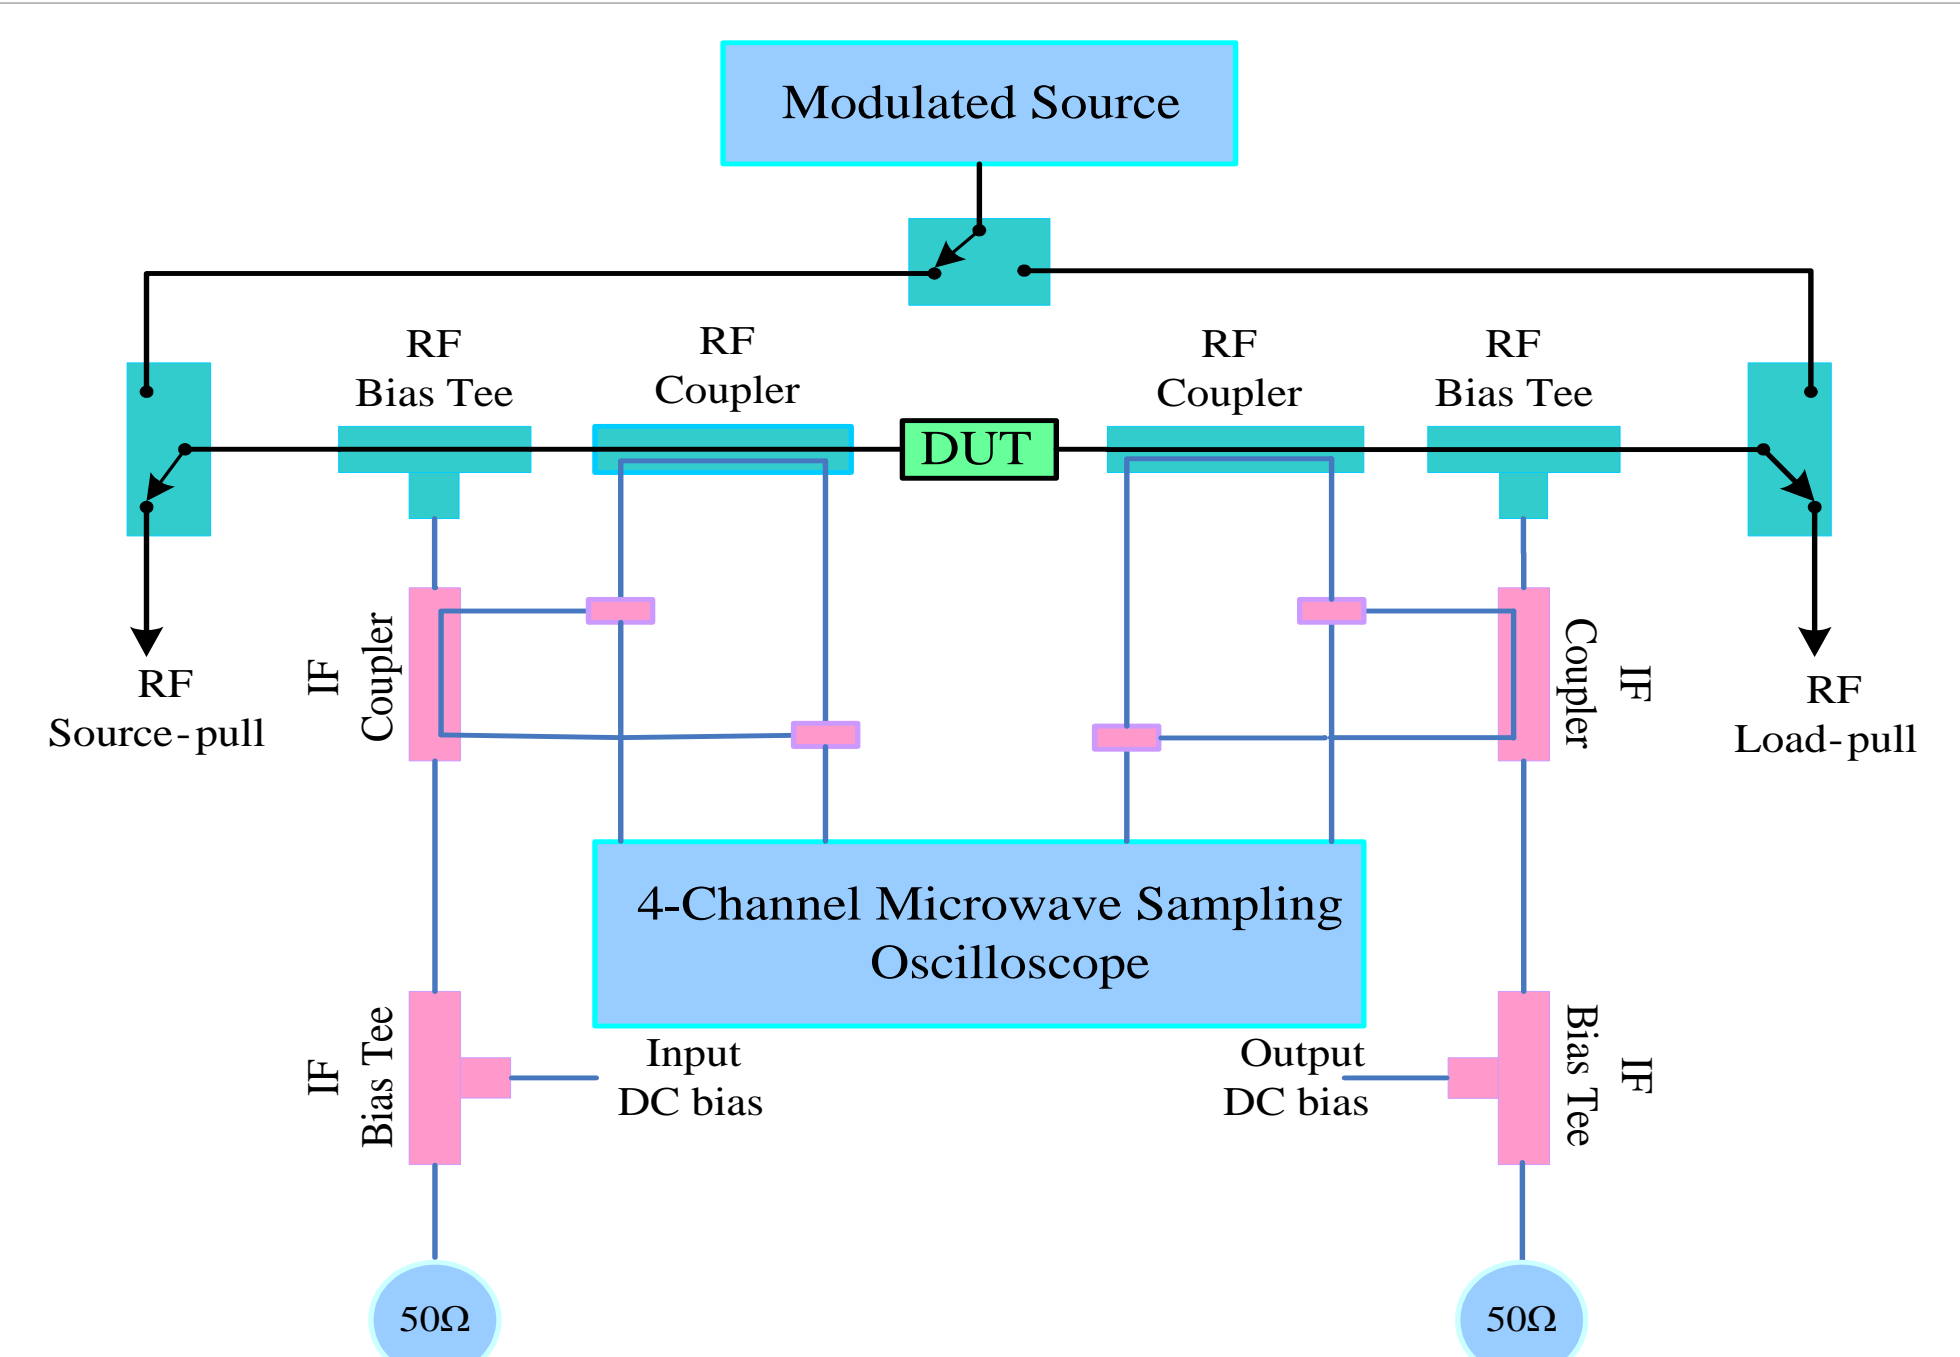 Modulated Source
RF
Bias Tee
RF
Coupler
RF
Coupler
RF
Bias Tee
DUT
IF
Coupler
IF
Coupler
RF
Source-pull
RF
Load-pull
4-Channel Microwave Sampling
Oscilloscope
IF
Bias Tee
Input
DC bias
Output
DC bias
IF
Bias Tee
50Ω
50Ω